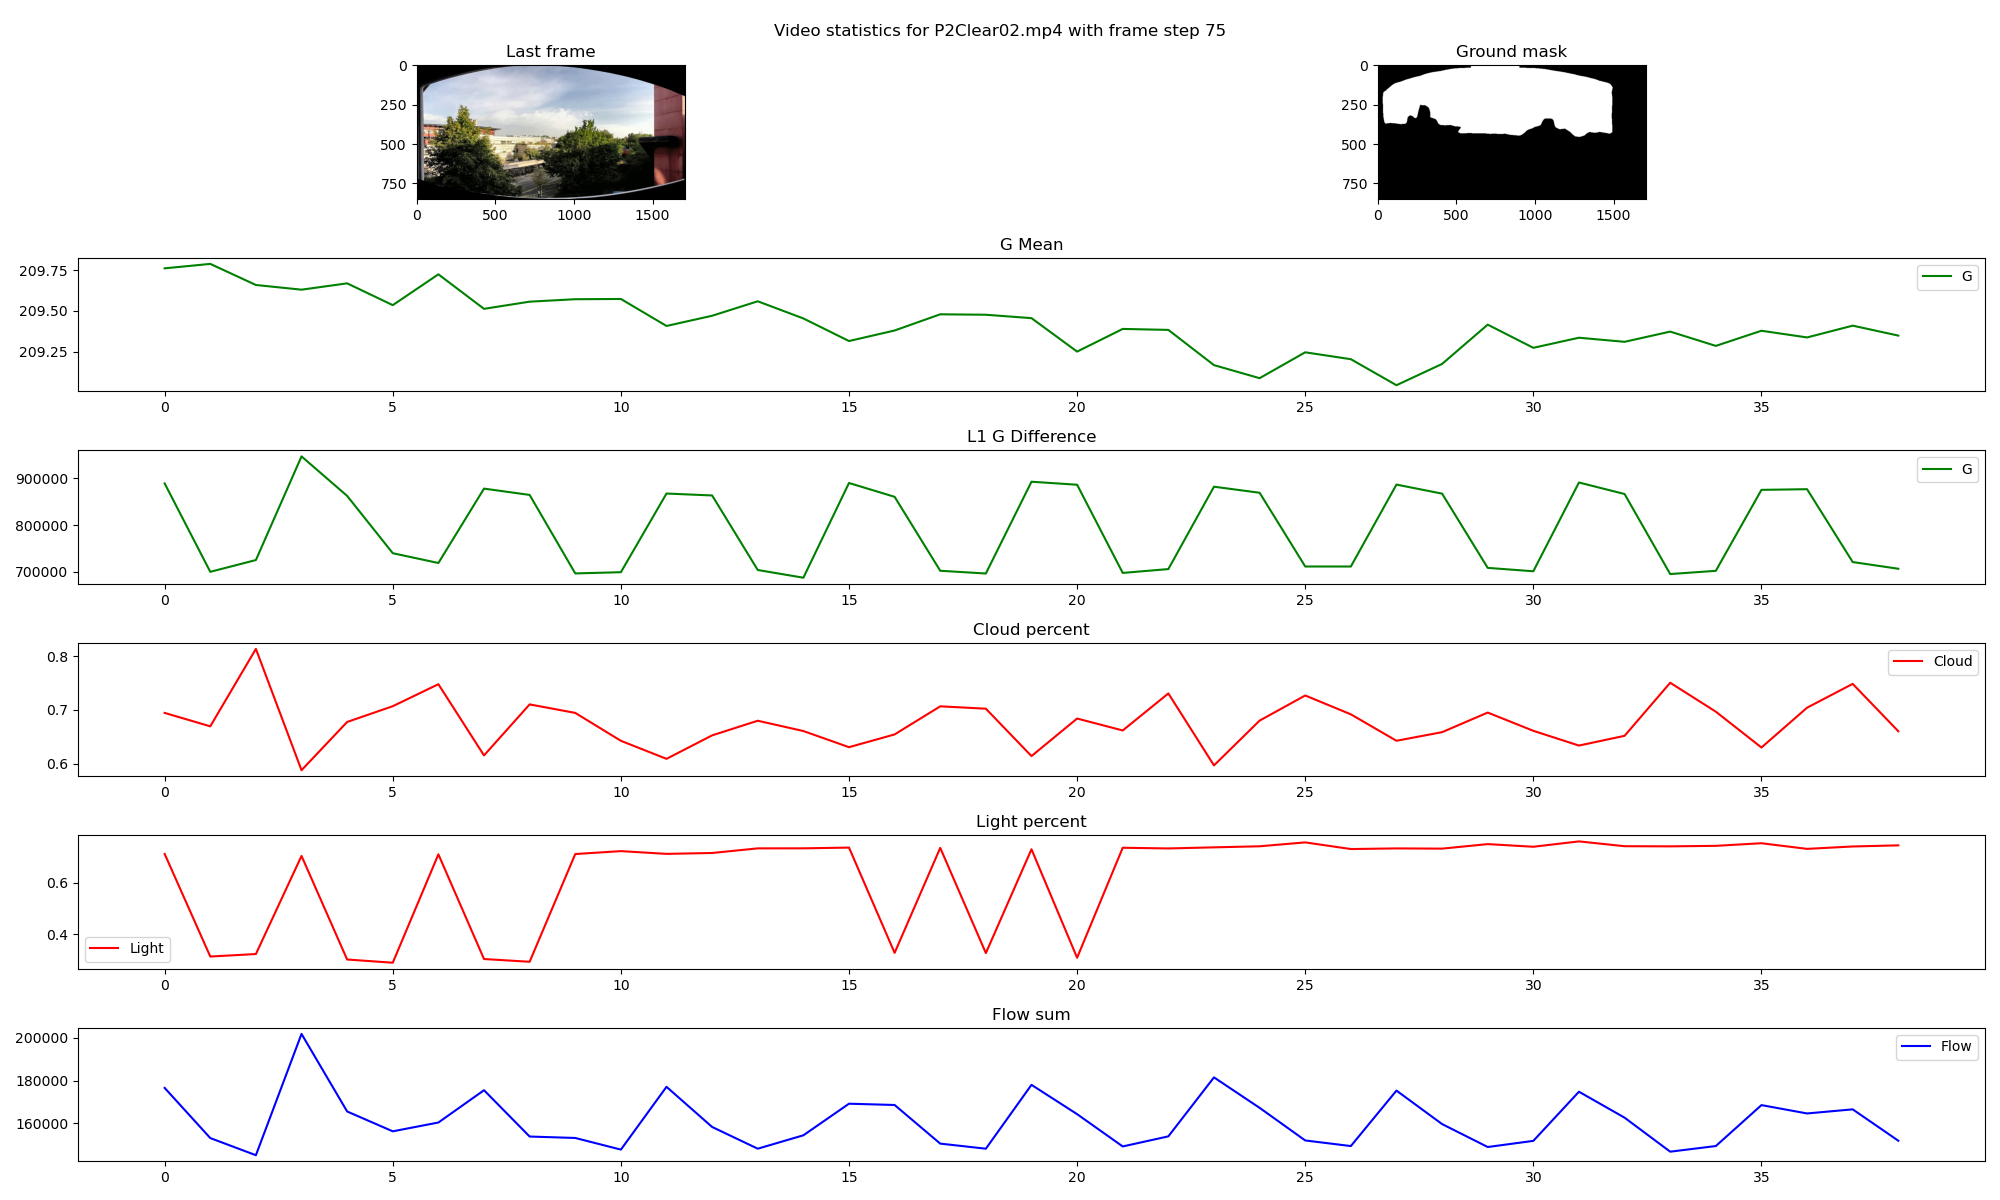 Video statistics for P2Clear02.mp4 with frame step 75
Last frame
0
250
500
750
0 500 1000 1500
Ground mask
0
250
500
750
0 500 1000 1500
G Mean
209.75
209.50
209.25
G
0 5 10 15 20 25 30 35
L1 G Difference
900000
800000
700000
G
0 5 10 15 20 25 30 35
Cloud percent
0.8
0.7
0.6
Cloud
0 5 10 15 20 25 30 35
Light percent
0.6
0.4
Light
0 5 10 15 20 25 30 35
Flow sum
200000
180000
160000
Flow
0 5 10 15 20 25 30 35